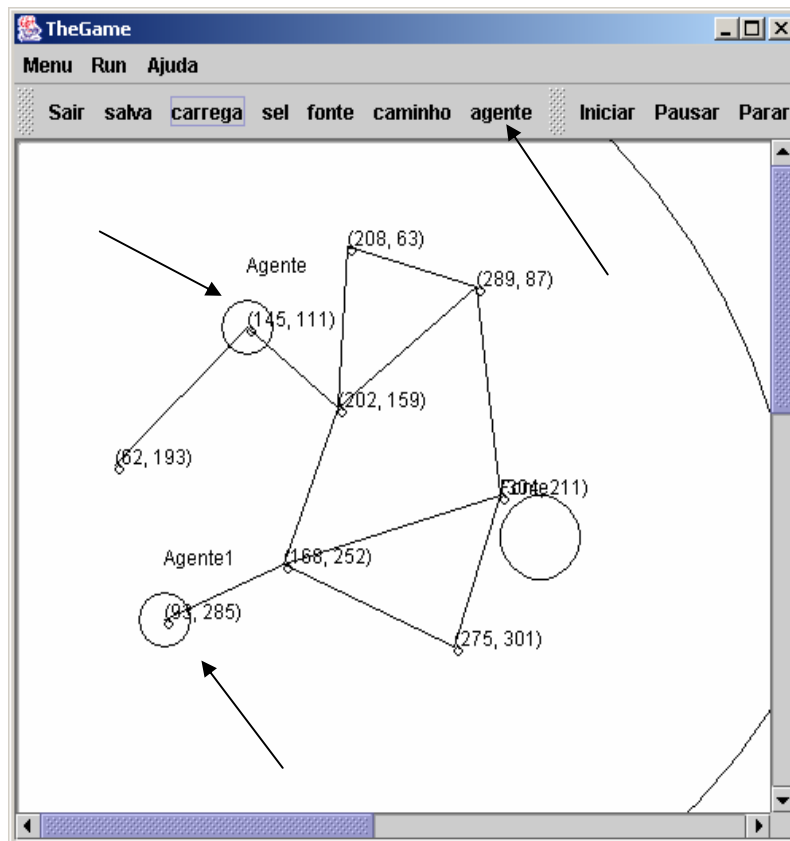 TheGame
Menu Run Ajuda
Sair salva carrega sel fonte caminho agente Iniciar Pausar Parar
(208, 63)
Agente
(289, 87)
(145, 111)
(202, 159)
(62, 193)
211)
Agente1
(168, 252)
(93, 285)
(275, 301)